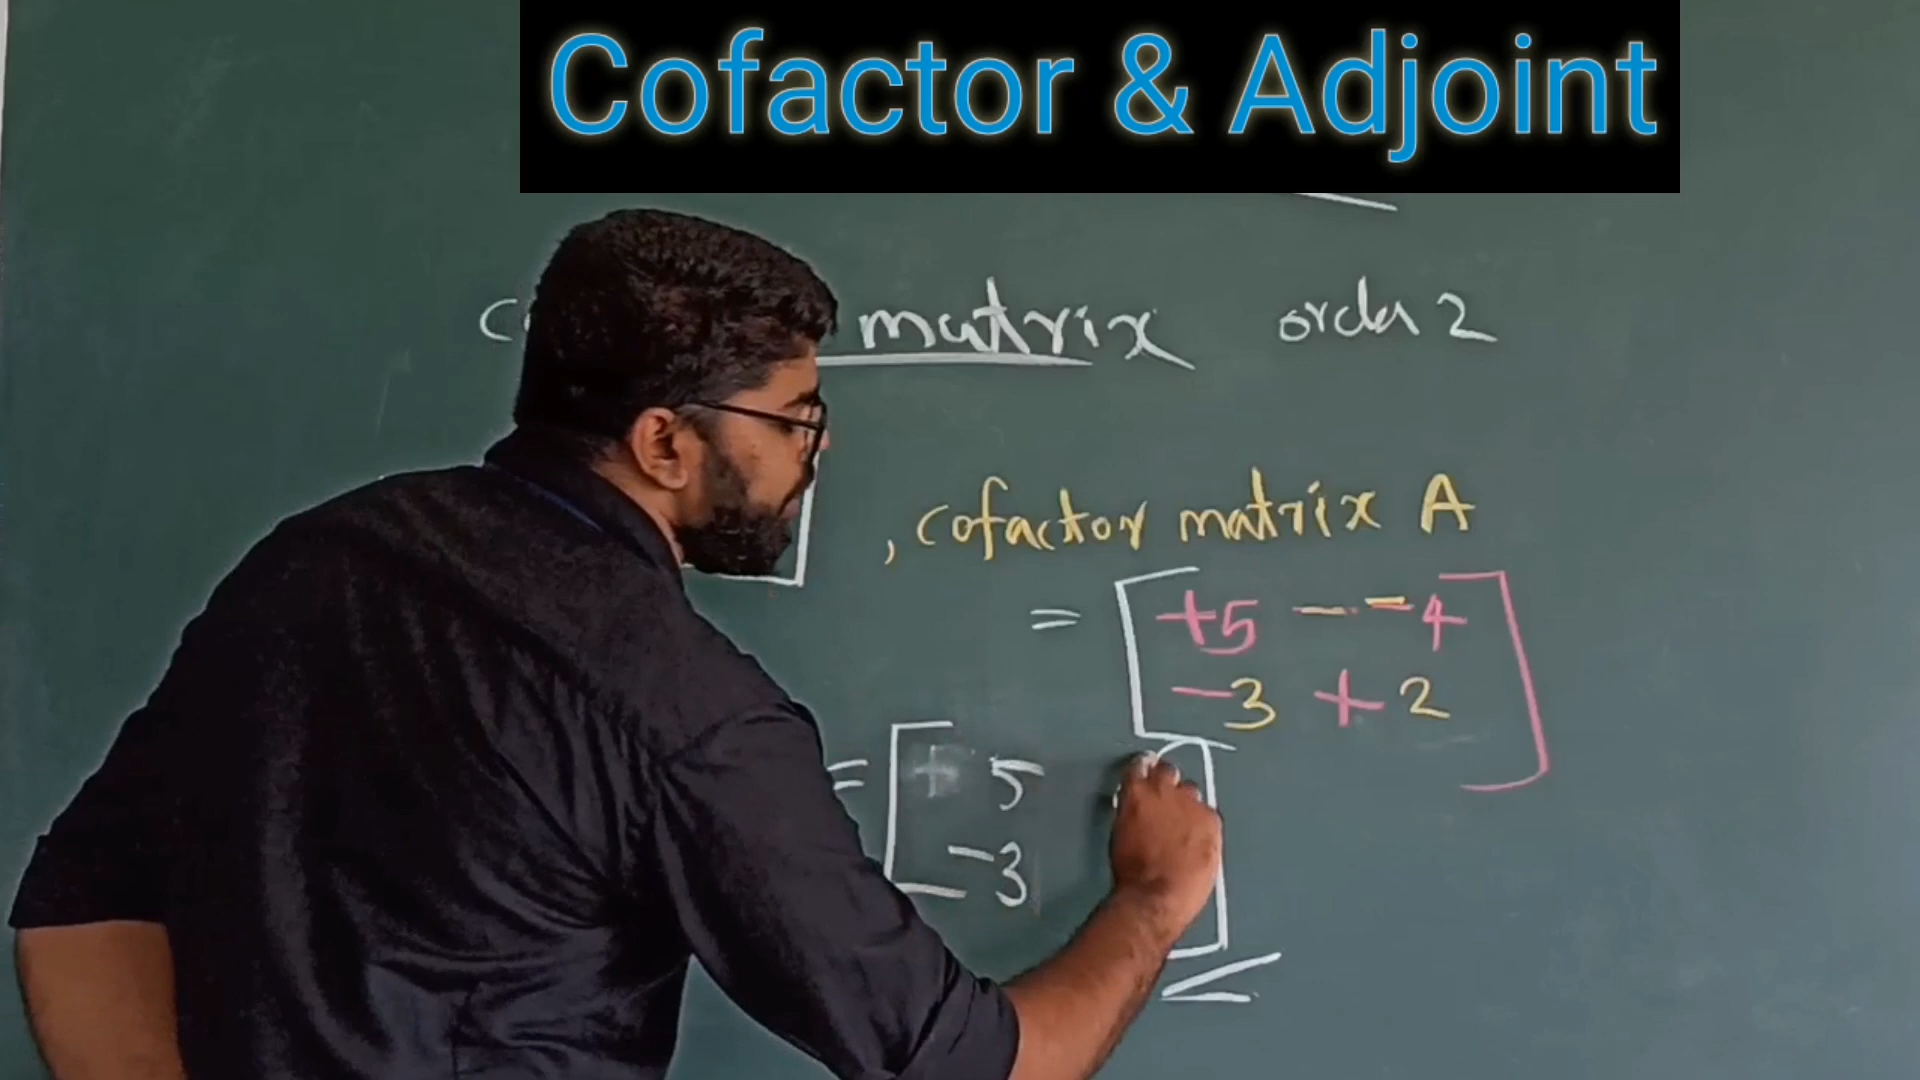 Cofactor & Adjoint
matrix order 2
, cofactor matrix A
= [ +5 - -4
-3 +2 ]
= [ + 5
-3 ]